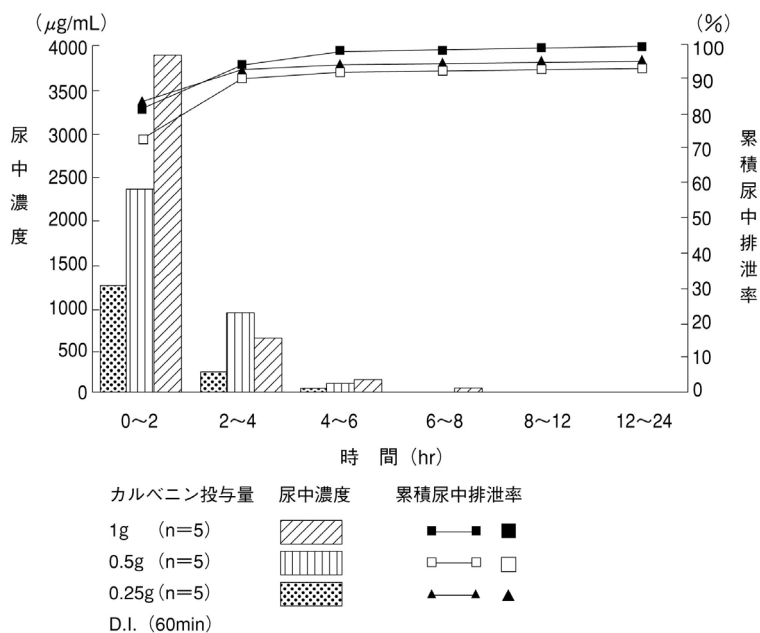 (μg/mL)
(%)
4000
3500
3000
2500
2000
1500
1000
500
0
尿中濃度
100
90
80
70
60
50
40
30
20
10
0
累積尿中排泄率
0〜2 2〜4 4〜6 6〜8 8〜12 12〜24
時 間 (hr)
カルベニン投与量 尿中濃度 累積尿中排泄率
1g (n=5)
0.5g (n=5)
0.25g (n=5)
D.I. (60min)